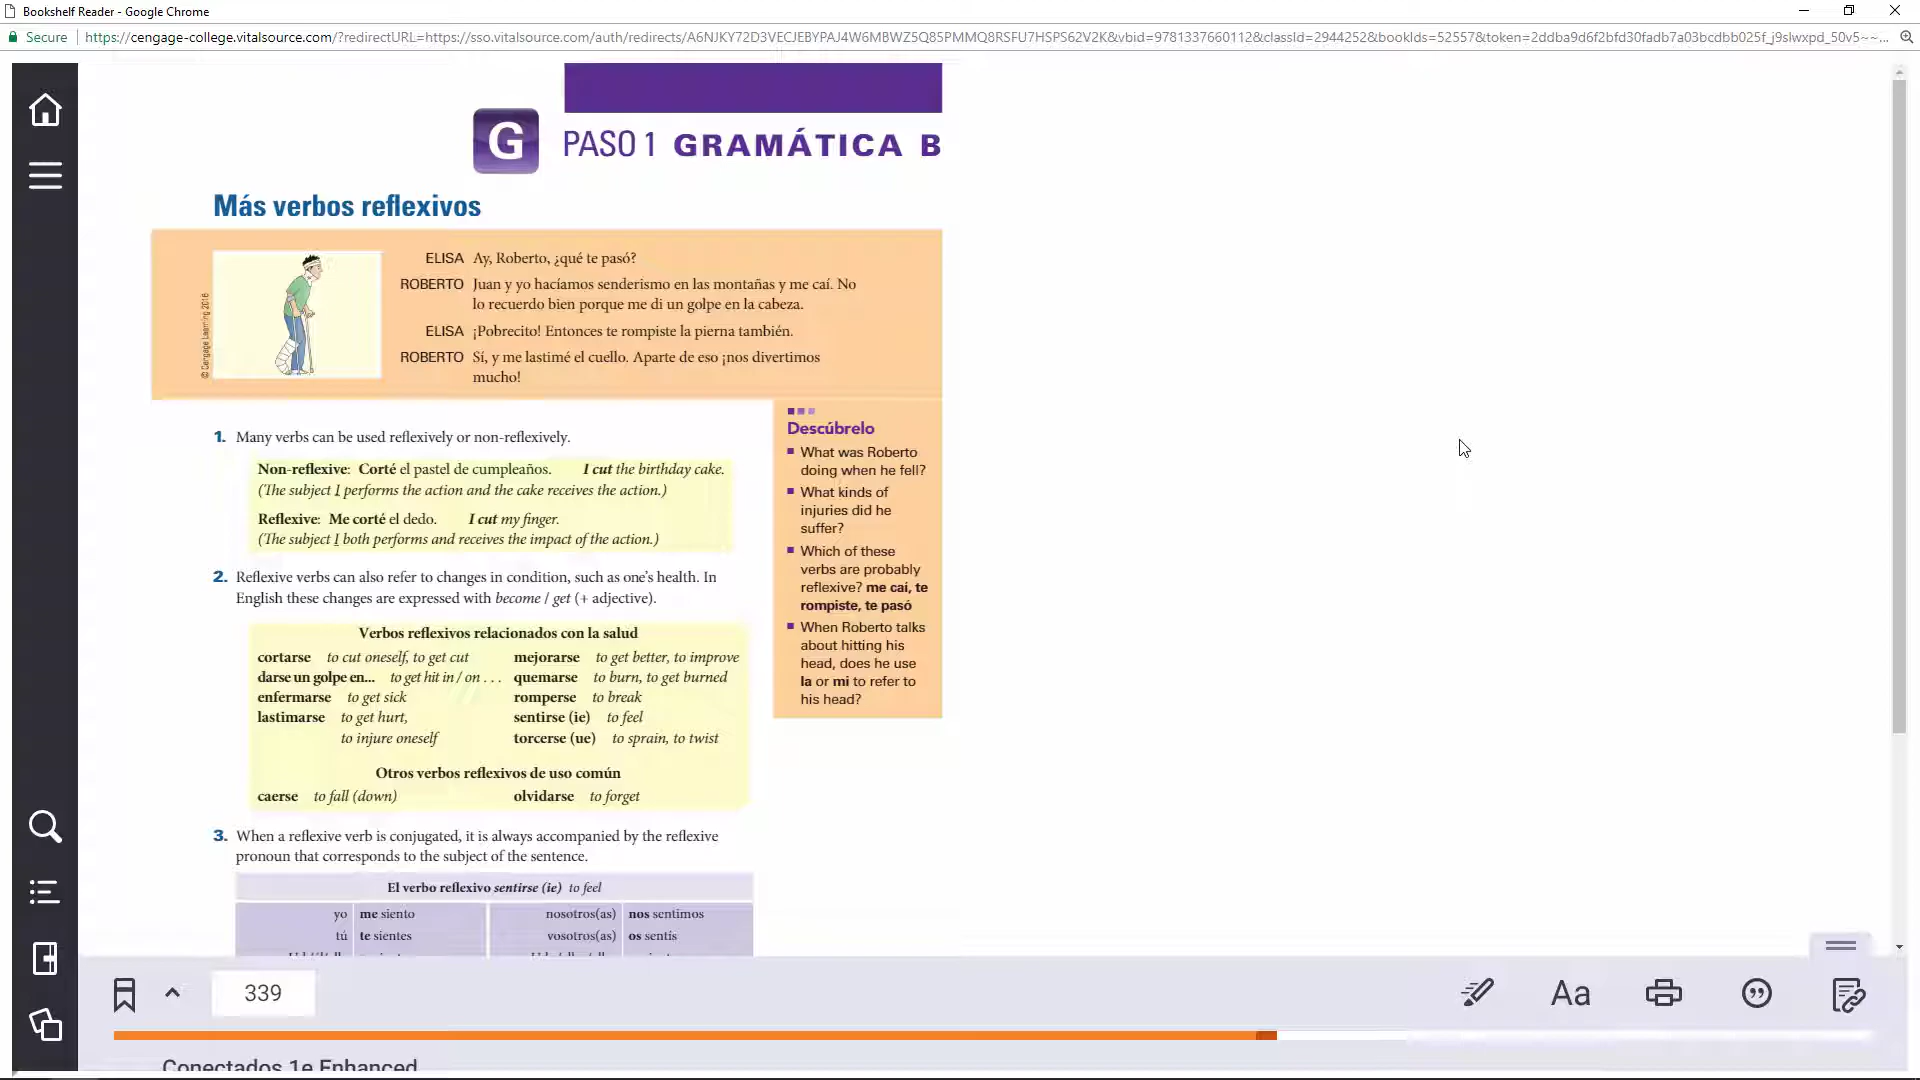 Bookshelf Reader - Google Chrome
Secure https://cengage-college.vitalsource.com/?redirectURL=https://sso.vitalsource.com/auth/redirects/A6NJKY72D3VECJEBYPAJ4W6MBWZ5Q85PMMQ8RSFU7HSPS62V2K&vbid=9781337660112&classId=2944252&bookIds=52557&token=2ddba9d6f2bfd30fadb7a03bcdbb025f_j9slwxpd_50v5~~...
G PASO 1 GRAMÁTICA B
Más verbos reflexivos
© Cengage Learning 2016
ELISA Ay, Roberto, ¿qué te pasó?
ROBERTO Juan y yo hacíamos senderismo en las montañas y me caí. No
lo recuerdo bien porque me di un golpe en la cabeza.
ELISA ¡Pobrecito! Entonces te rompiste la pierna también.
ROBERTO Sí, y me lastimé el cuello. Aparte de eso ¡nos divertimos
mucho!
1. Many verbs can be used reflexively or non-reflexively.
Non-reflexive: Corté el pastel de cumpleaños. I cut the birthday cake.
(The subject I performs the action and the cake receives the action.)
Reflexive: Me corté el dedo. I cut my finger.
(The subject I both performs and receives the impact of the action.)
2. Reflexive verbs can also refer to changes in condition, such as one's health. In
English these changes are expressed with become / get (+ adjective).
Verbos reflexivos relacionados con la salud
cortarse to cut oneself, to get cut mejorarse to get better, to improve
darse un golpe en... to get hit in / on . . . quemarse to burn, to get burned
enfermarse to get sick romperse to break
lastimarse to get hurt, sentirse (ie) to feel
to injure oneself torcerse (ue) to sprain, to twist
Otros verbos reflexivos de uso común
caerse to fall (down) olvidarse to forget
3. When a reflexive verb is conjugated, it is always accompanied by the reflexive
pronoun that corresponds to the subject of the sentence.
El verbo reflexivo sentirse (ie) to feel
yo me siento nosotros(as) nos sentimos
tú te sientes vosotros(as) os sentís
Descúbrelo
What was Roberto
doing when he fell?
What kinds of
injuries did he
suffer?
Which of these
verbs are probably
reflexive? me caí, te
rompiste, te pasó
When Roberto talks
about hitting his
head, does he use
la or mi to refer to
his head?
339
Aa
Conectados 1e Enhanced